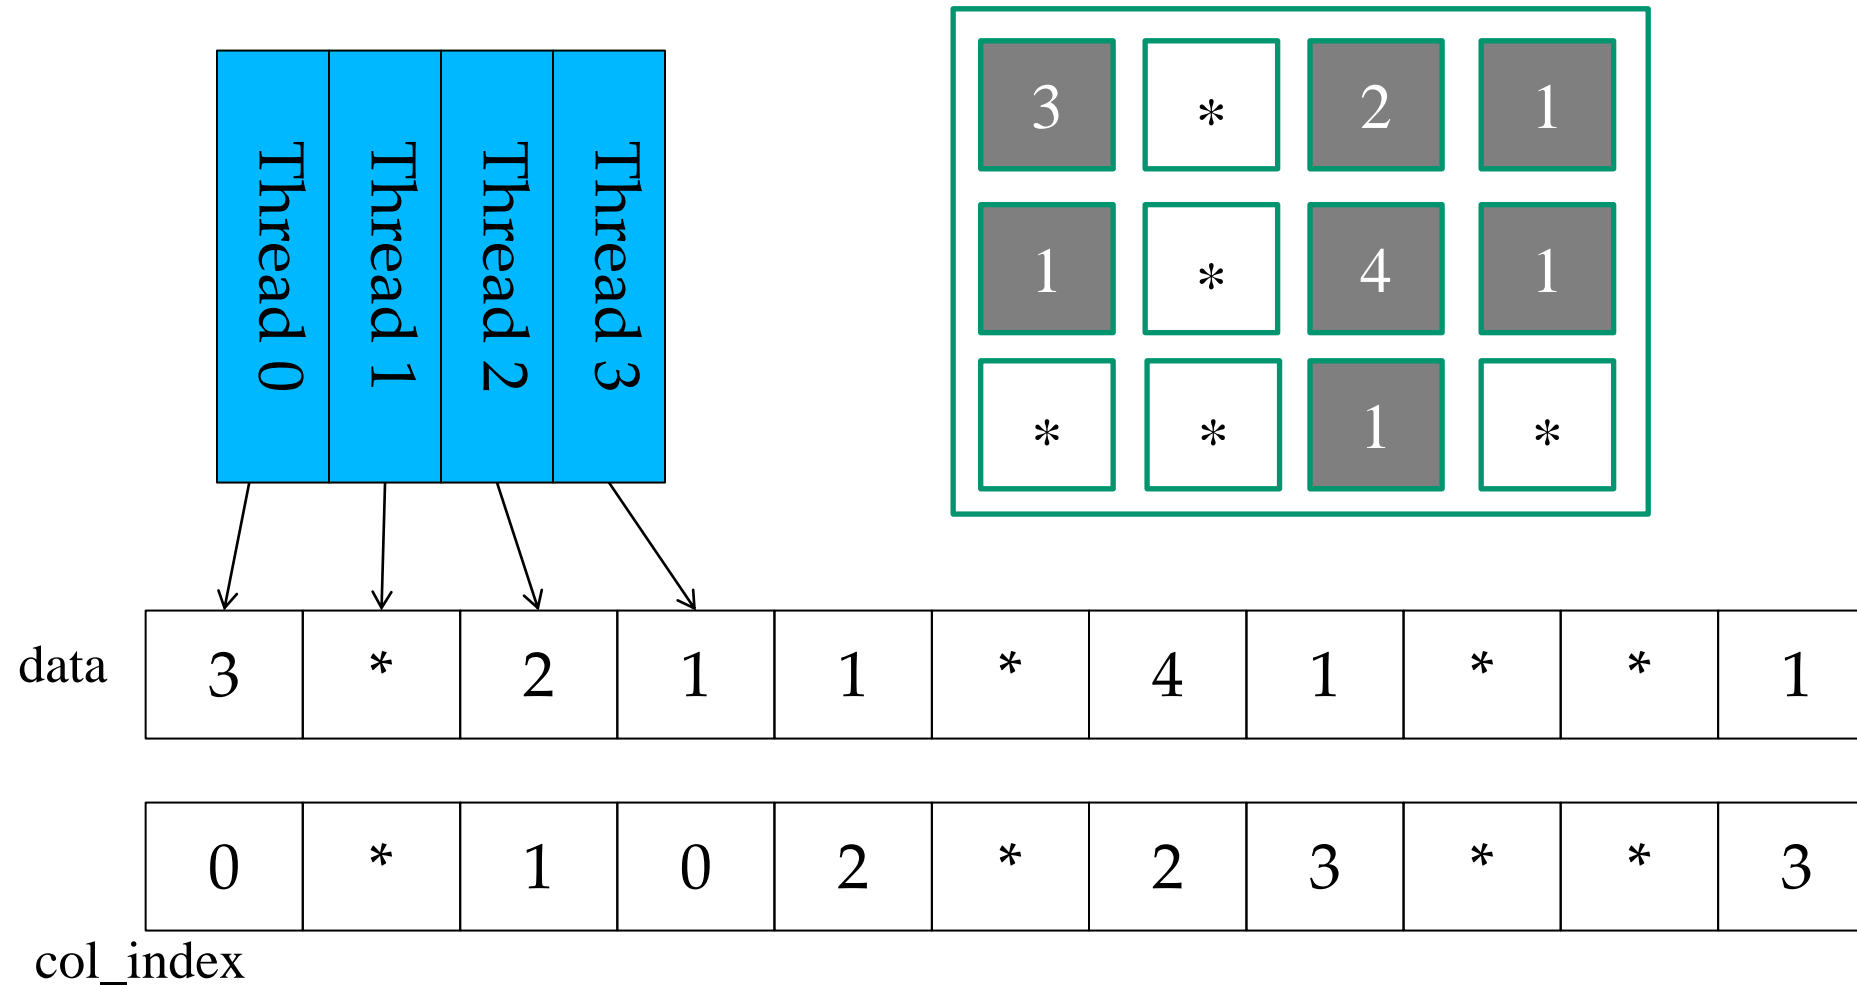 Thread 0
Thread 1
Thread 2
Thread 3
3 * 2 1
1 * 4 1
* * 1 *
data 3 * 2 1 1 * 4 1 * * 1
0 * 1 0 2 * 2 3 * * 3
col_index